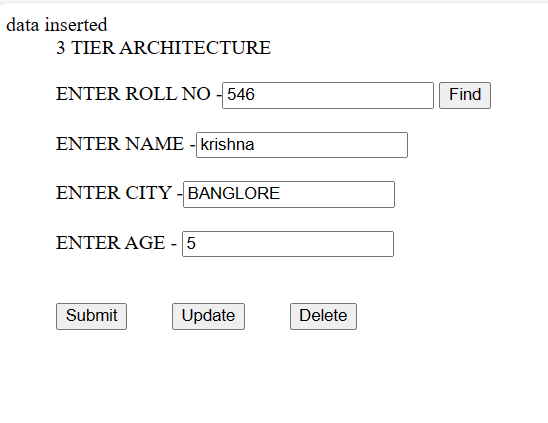 data inserted
3 TIER ARCHITECTURE
ENTER ROLL NO - 546 Find
ENTER NAME - krishna
ENTER CITY - BANGLORE
ENTER AGE - 5
Submit Update Delete